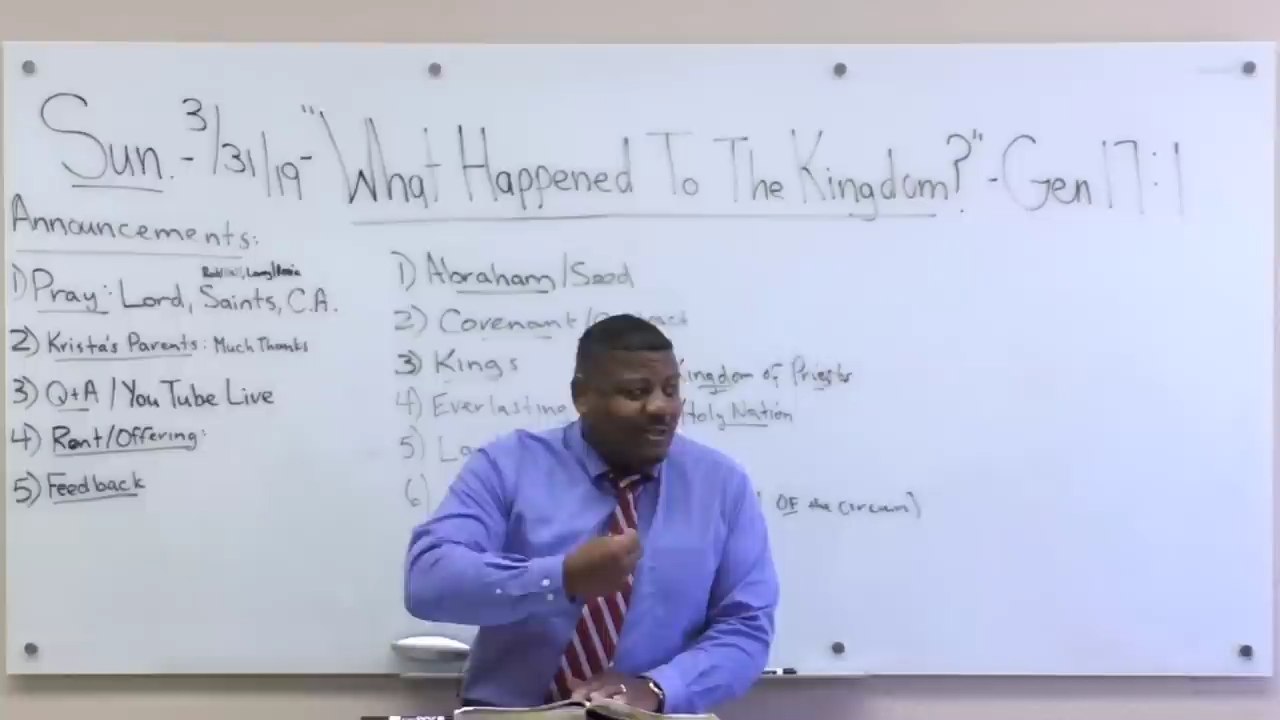 Sun. - 3/31/19 - "What Happened To The Kingdom?" - Gen 17:1
Announcements:
1) Pray: Lord, Saints, C.A.
2) Krista's Parents: Much Thanks
3) Q+A / YouTube Live
4) Rent/Offering:
5) Feedback
1) Abraham/Seed
2) Covenant/
3) Kings Kingdom of Priests
4) Everlasting /Holy Nation
5)
6) OF the circum)